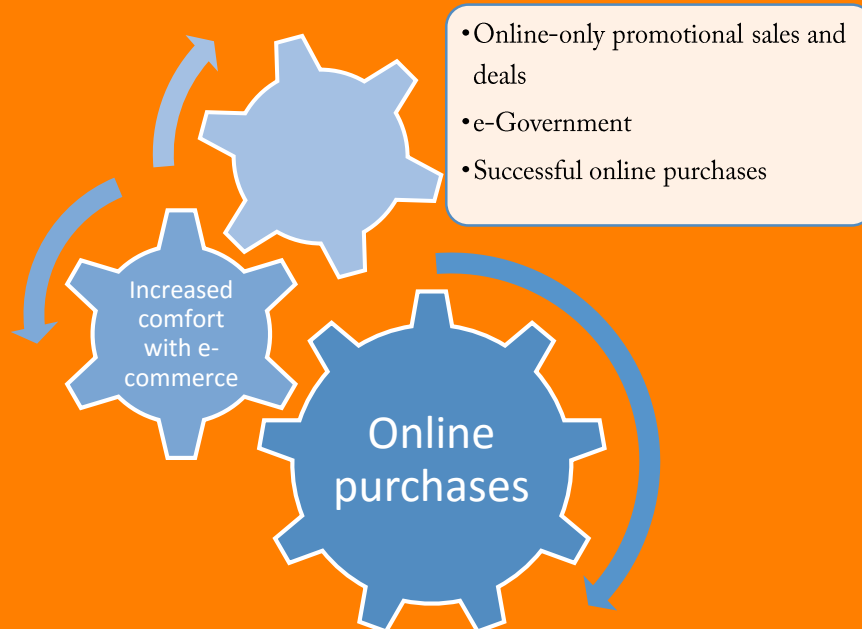 •Online-only promotional sales and
deals
•e-Government
•Successful online purchases
Increased
comfort
with e-
commerce
Online
purchases